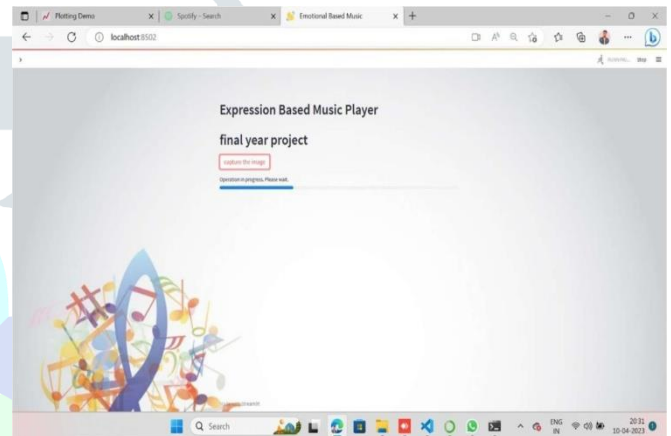 Plotting Demo
Spotify - Search
Emotional Based Music
localhost:8502
Stop
Expression Based Music Player
final year project
capture the image
Operation in progress. Please wait.
Search
ENG
IN
20:31
10-04-2023